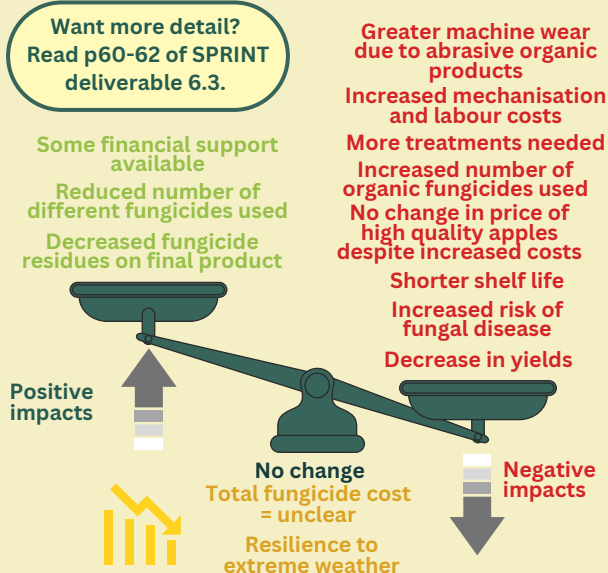 Want more detail?
Read p60-62 of SPRINT
deliverable 6.3.
Some financial support
available
Reduced number of
different fungicides used
Decreased fungicide
residues on final product
Greater machine wear
due to abrasive organic
products
Increased mechanisation
and labour costs
More treatments needed
Increased number of
organic fungicides used
No change in price of
high quality apples
despite increased costs
Shorter shelf life
Increased risk of
fungal disease
Decrease in yields
Positive
impacts
No change
Total fungicide cost
= unclear
Resilience to
extreme weather
Negative
impacts